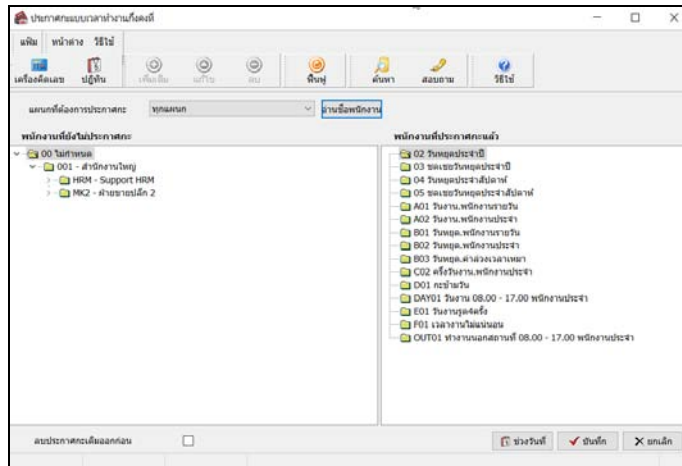 ประกาศกะแบบเวลาทำงานกึ่งคงที่
แฟ้ม หน้าต่าง วิธีใช้
เครื่องคิดเลข ปฏิทิน เพิ่มเติม แก้ไข ลบ ฟื้นฟู ค้นหา สอบถาม วิธีใช้
แผนกที่ต้องการประกาศกะ ทุกแผนก อ่านชื่อพนักงาน
พนักงานที่ยังไม่ประกาศกะ
00 ไม่กำหนด
001 - สำนักงานใหญ่
HRM - Support HRM
MK2 - ฝ่ายขายปลีก 2
พนักงานที่ประกาศกะแล้ว
02 วันหยุดประจำปี
03 ชดเชยวันหยุดประจำปี
04 วันหยุดประจำสัปดาห์
05 ชดเชยวันหยุดประจำสัปดาห์
A01 วันงาน.พนักงานรายวัน
A02 วันงาน.พนักงานประจำ
B01 วันหยุด.พนักงานรายวัน
B02 วันหยุด.พนักงานประจำ
B03 วันหยุด.ค่าล่วงเวลาเหมา
C02 ครึ่งวันงาน.พนักงานประจำ
D01 กะข้ามวัน
DAY01 วันงาน 08.00 - 17.00 พนักงานประจำ
E01 วันงานรูด4ครั้ง
F01 เวลางานไม่แน่นอน
OUT01 ทำงานนอกสถานที่ 08.00 - 17.00 พนักงานประจำ
ลบประกาศกะเดิมออกก่อน
ช่วงวันที่ บันทึก ยกเลิก